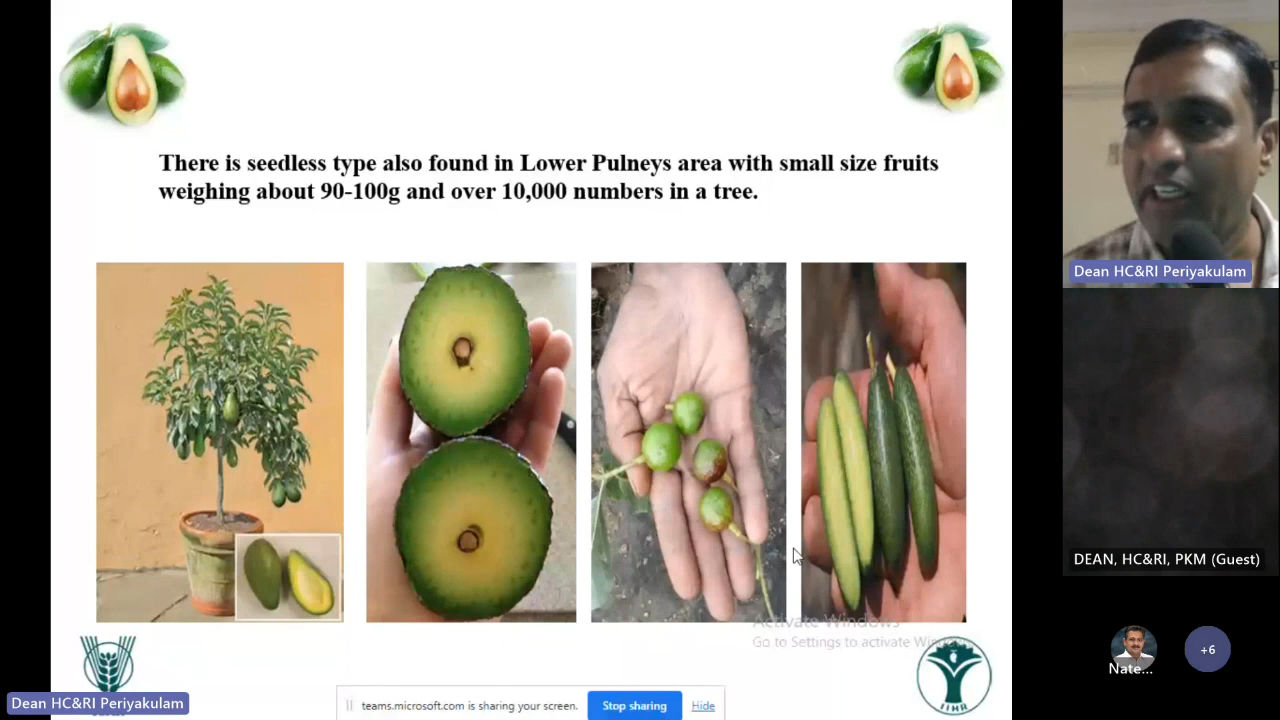 There is seedless type also found in Lower Pulneys area with small size fruits
weighing about 90-100g and over 10,000 numbers in a tree.
Dean HC&RI Periyakulam
DEAN, HC&RI, PKM (Guest)
Activate Windows
Go to Settings to activate Windows.
Nate...
+6
IIHR
Dean HC&RI Periyakulam
teams.microsoft.com is sharing your screen.
Stop sharing
Hide